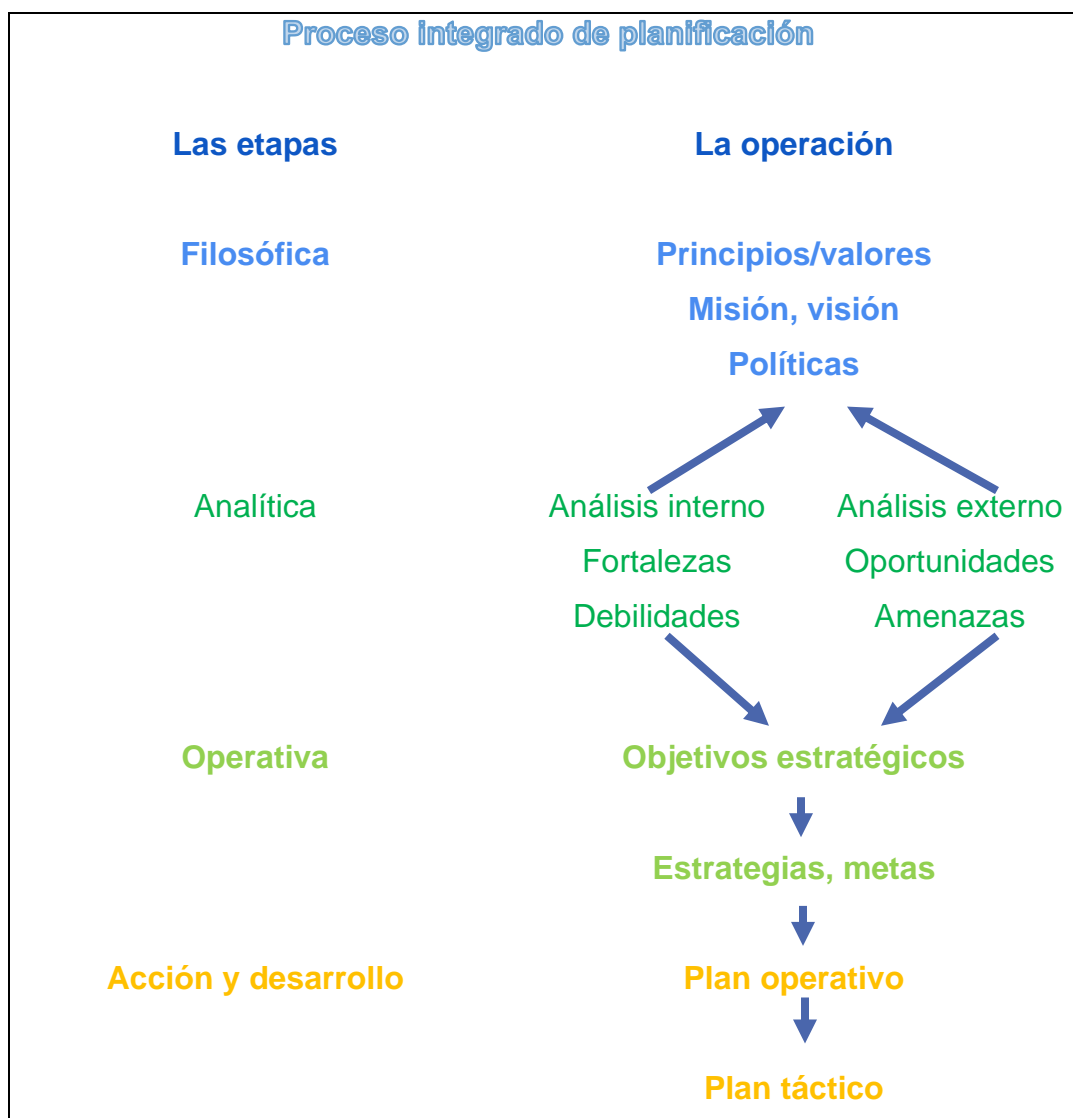 Proceso integrado de planificación
Las etapas La operación
Filosófica Principios/valores
Misión, visión
Políticas
Analítica Análisis interno Análisis externo
Fortalezas Oportunidades
Debilidades Amenazas
Operativa Objetivos estratégicos
Estrategias, metas
Acción y desarrollo Plan operativo
Plan táctico